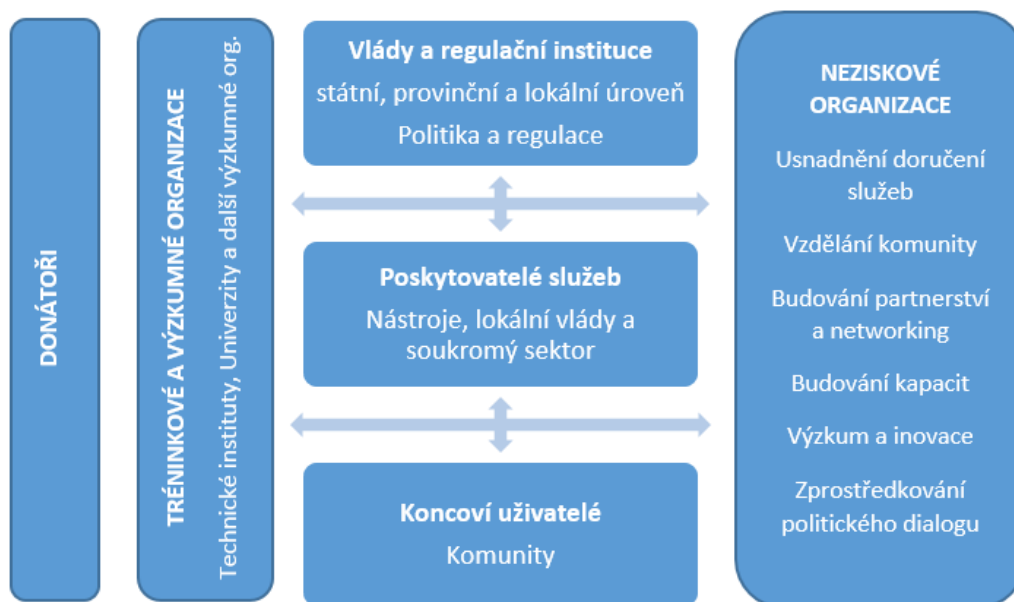 DONÁTOŘI
TRÉNINKOVÉ A VÝZKUMNÉ ORGANIZACE
Technické instituty, Univerzity a další výzkumné org.
Vlády a regulační instituce
státní, provinční a lokální úroveň
Politika a regulace
Poskytovatelé služeb
Nástroje, lokální vlády a
soukromý sektor
Koncoví uživatelé
Komunity
NEZISKOVÉ
ORGANIZACE
Usnadnění doručení
služeb
Vzdělání komunity
Budování partnerství
a networking
Budování kapacit
Výzkum a inovace
Zprostředkování
politického dialogu